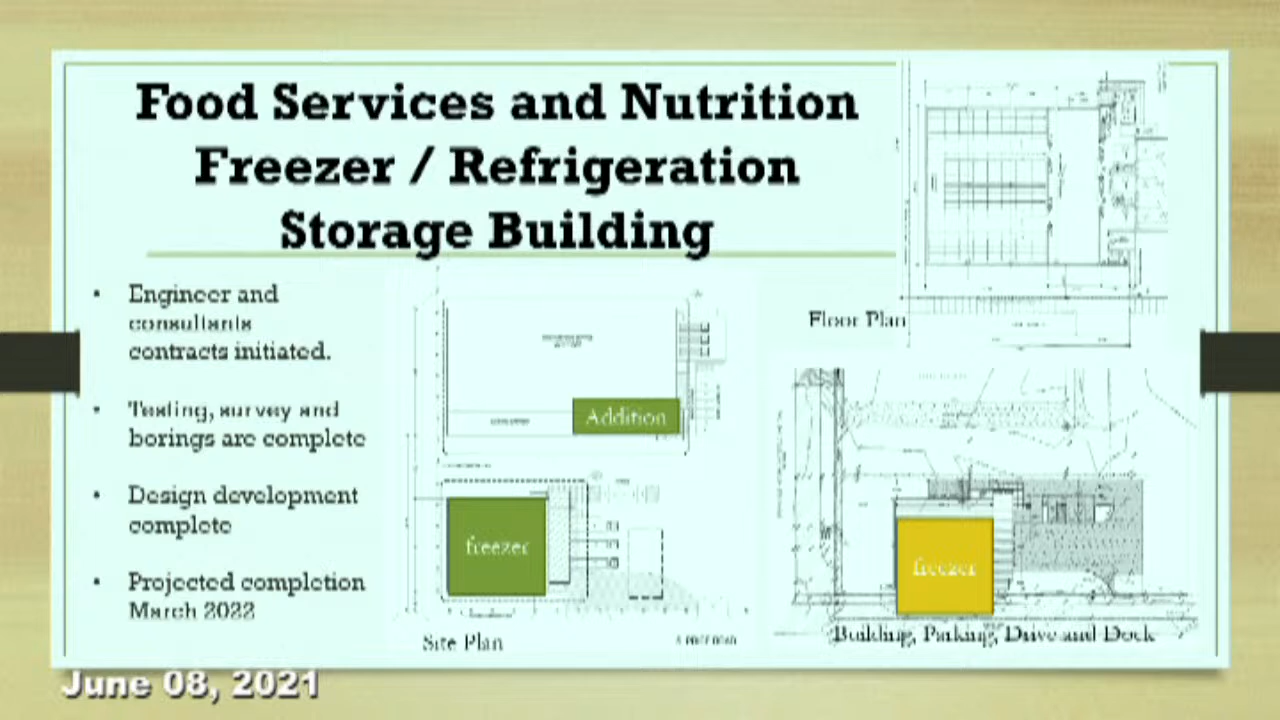 Food Services and Nutrition
Freezer / Refrigeration
Storage Building
• Engineer and
consultants
contracts initiated.
• Testing, survey and
borings are complete
• Design development
complete
• Projected completion
March 2022
Addition
freezer
Site Plan
Floor Plan
freezer
Building, Parking, Drive and Dock
June 08, 2021